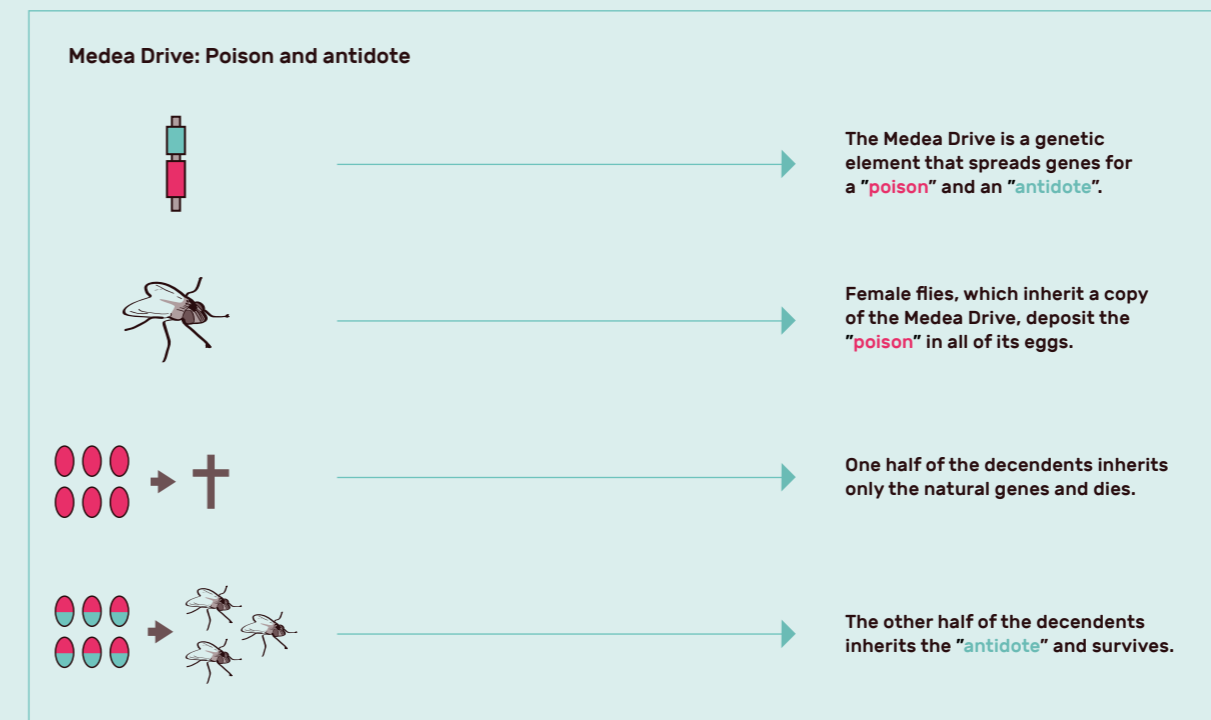 Medea Drive: Poison and antidote
The Medea Drive is a genetic
element that spreads genes for
a "poison" and an "antidote".
Female flies, which inherit a copy
of the Medea Drive, deposit the
"poison" in all of its eggs.
One half of the decendents inherits
only the natural genes and dies.
The other half of the decendents
inherits the "antidote" and survives.